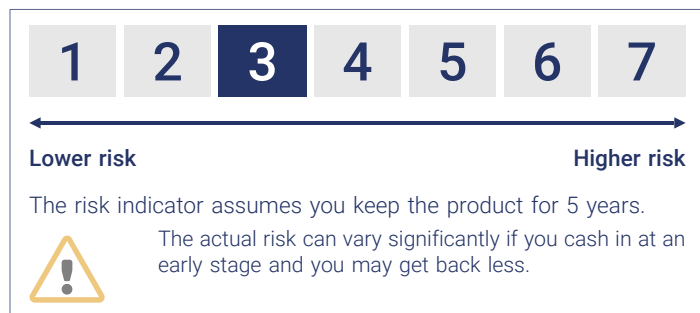 1 2 3 4 5 6 7
Lower risk Higher risk
The risk indicator assumes you keep the product for 5 years.
The actual risk can vary significantly if you cash in at an
early stage and you may get back less.